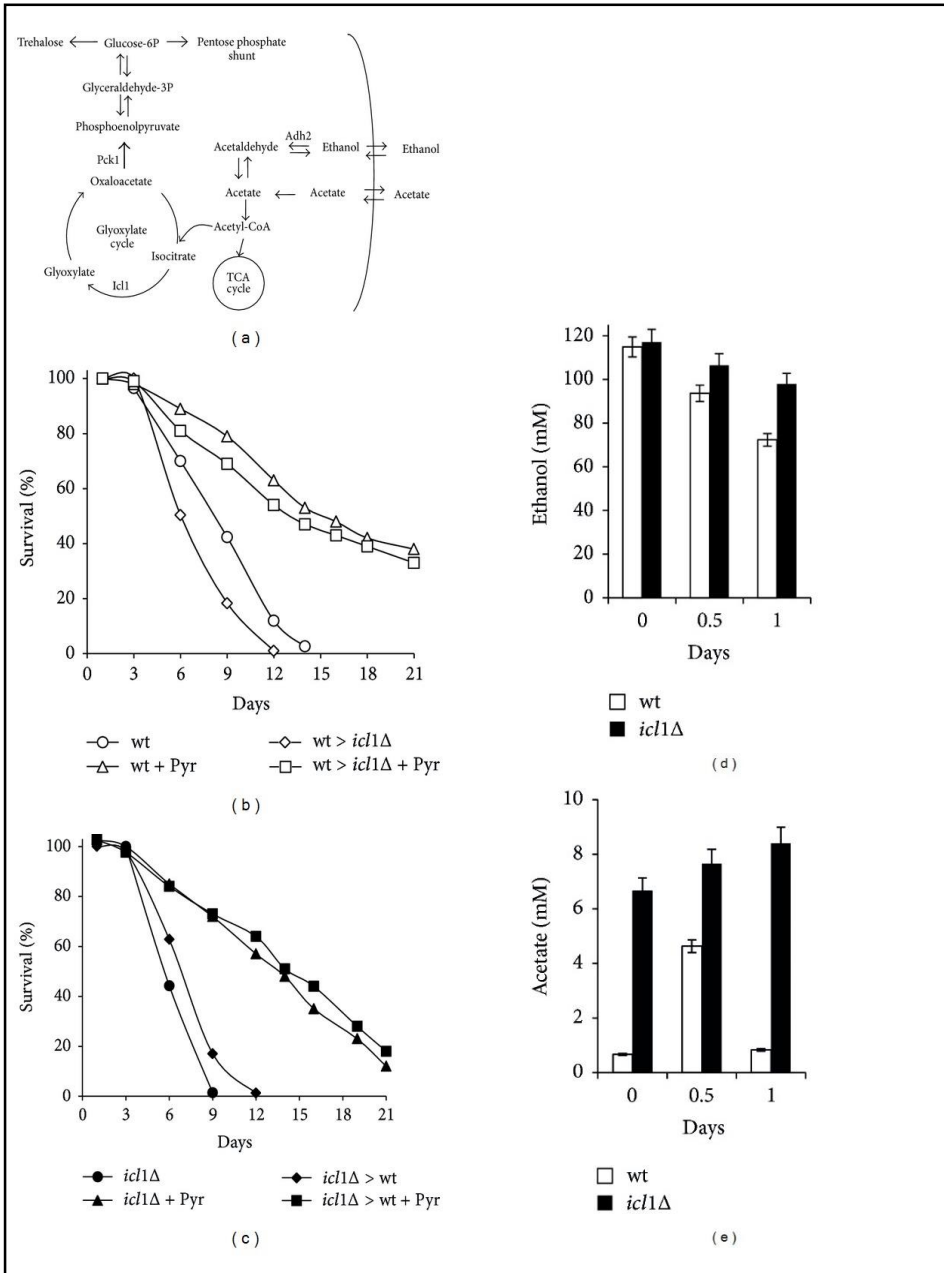 Trehalose Glucose-6P Pentose phosphate
shunt
Glyceraldehyde-3P
Phosphoenolpyruvate
Pck1
Oxaloacetate
Glyoxylate
cycle
Isocitrate
Glyoxylate
Icl1
Adh2
Acetaldehyde Ethanol Ethanol
Acetate Acetate Acetate
Acetyl-CoA
TCA
cycle
( a )
Survival (%)
100
80
60
40
20
0
0 3 6 9 12 15 18 21
Days
wt wt > icl1Δ
wt + Pyr wt > icl1Δ + Pyr
( b )
Survival (%)
100
80
60
40
20
0
0 3 6 9 12 15 18 21
Days
icl1Δ icl1Δ > wt
icl1Δ + Pyr icl1Δ > wt + Pyr
( c )
Ethanol (mM)
120
100
80
60
40
20
0
0 0.5 1
Days
wt
icl1Δ
( d )
Acetate (mM)
10
8
6
4
2
0
0 0.5 1
Days
wt
icl1Δ
( e )